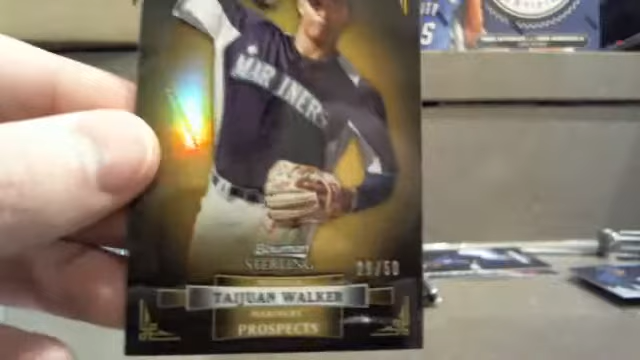 MARINERS
Bowman
STERLING
29/50
TAIJUAN WALKER
MARINERS
PROSPECTS